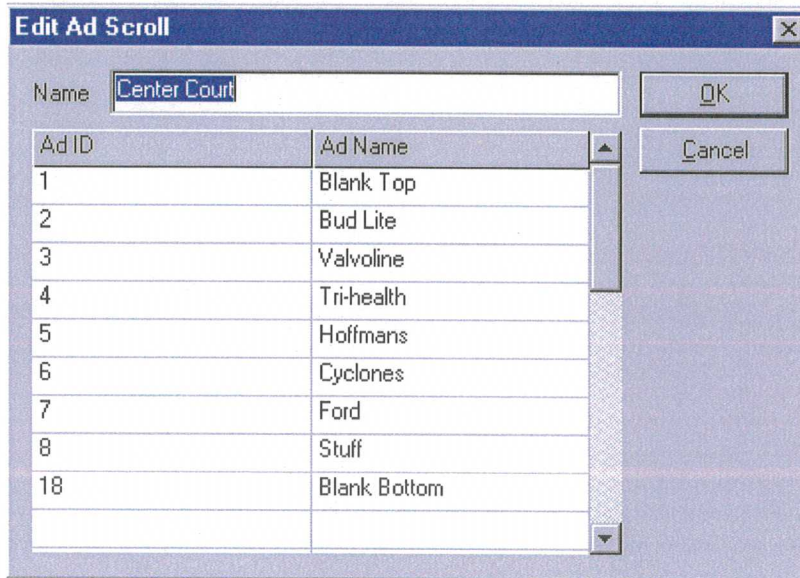 Edit Ad Scroll
Name Center Court OK
Cancel
Ad ID Ad Name
1 Blank Top
2 Bud Lite
3 Valvoline
4 Tri-health
5 Hoffmans
6 Cyclones
7 Ford
8 Stuff
18 Blank Bottom